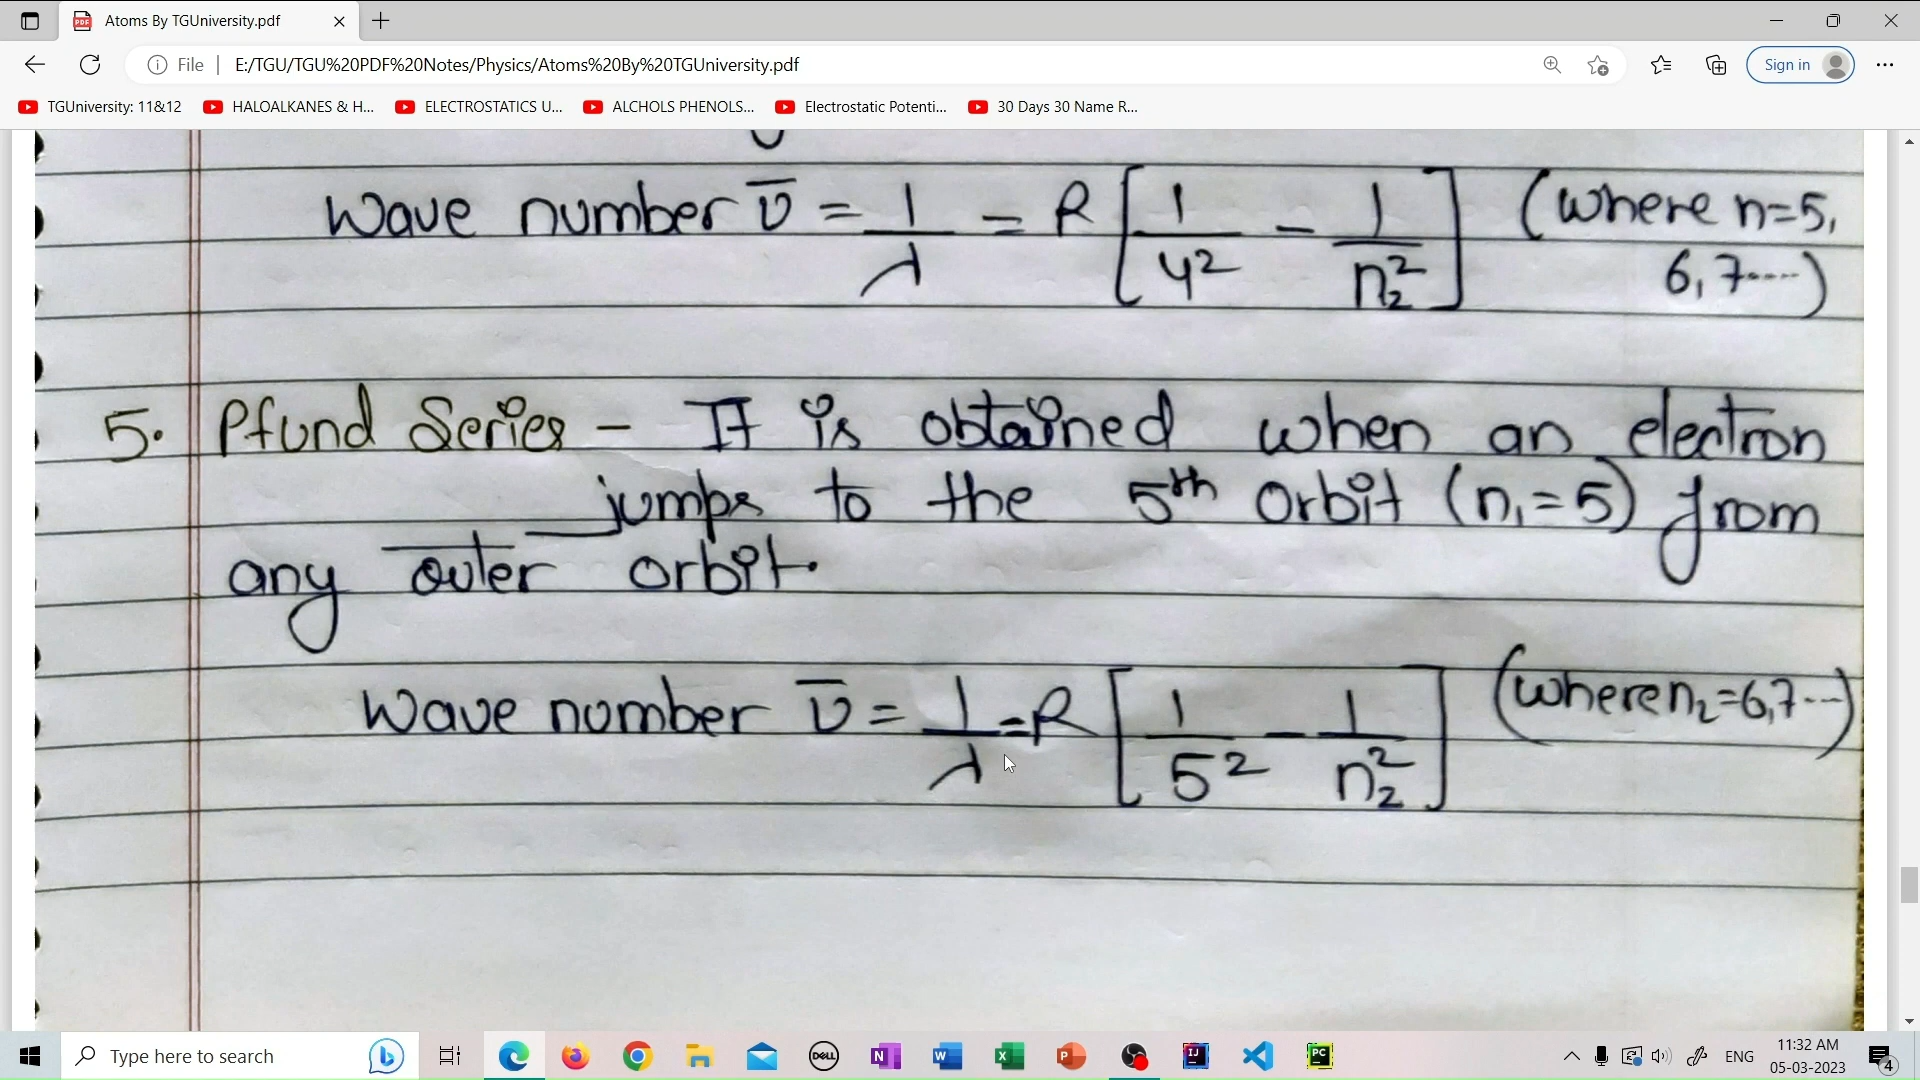 Atoms By TGUniversity.pdf
File | E:/TGU/TGU%20PDF%20Notes/Physics/Atoms%20By%20TGUniversity.pdf
Sign in
TGUniversity: 11&12 HALOALKANES & H... ELECTROSTATICS U... ALCHOLS PHENOLS... Electrostatic Potenti... 30 Days 30 Name R...
Wave number ν̅ = 1/λ = R [1/4² - 1/n₂²] (where n=5,
6, 7----)
5. Pfund Series - It is obtained when an electron
jumps to the 5th orbit (n₁=5) from
any outer orbit.
Wave number ν̅ = 1/λ = R [1/5² - 1/n₂²] (where n₂=6,7---)
Type here to search
DELL
ENG
11:32 AM
05-03-2023
4